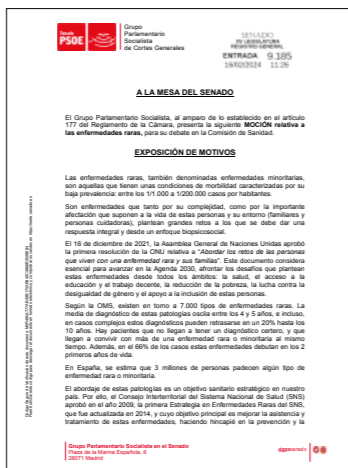 Senado
PSOE
Grupo
Parlamentario
Socialista
de Cortes Generales
SENADO
XV LEGISLATURA
REGISTRO GENERAL
ENTRADA 9.185
16/02/2024 11:26
A LA MESA DEL SENADO
El Grupo Parlamentario Socialista, al amparo de lo establecido en el artículo
177 del Reglamento de la Cámara, presenta la siguiente MOCIÓN relativa a
las enfermedades raras, para su debate en la Comisión de Sanidad.
EXPOSICIÓN DE MOTIVOS
Las enfermedades raras, también denominadas enfermedades minoritarias,
son aquellas que tienen unas condiciones de morbilidad caracterizadas por su
baja prevalencia: entre los 1/1.000 a 1/200.000 casos por habitantes.
Son enfermedades que tanto por su complejidad, como por la importante
afectación que suponen a la vida de estas personas y su entorno (familiares y
personas cuidadoras), plantean grandes retos a los que se debe dar una
respuesta integral y desde un enfoque biopsicosocial.
El 16 de diciembre de 2021, la Asamblea General de Naciones Unidas aprobó
la primera resolución de la ONU relativa a "Abordar los retos de las personas
que viven con una enfermedad rara y sus familias". Este documento considera
esencial para avanzar en la Agenda 2030, afrontar los desafíos que plantean
estas enfermedades desde todos los ámbitos: la salud, el acceso a la
educación y el trabajo decente, la reducción de la pobreza, la lucha contra la
desigualdad de género y el apoyo a la inclusión de estas personas.
Según la OMS, existen en torno a 7.000 tipos de enfermedades raras. La
media de diagnóstico de estas patologías oscila entre los 4 y 5 años, e incluso,
en casos complejos estos diagnósticos pueden retrasarse en un 20% hasta los
10 años. Hay pacientes que no llegan a tener un diagnóstico certero, y que
llegan a convivir con más de una enfermedad rara o minoritaria al mismo
tiempo. Además, en el 66% de los casos estas enfermedades debutan en los 2
primeros años de vida.
En España, se estima que 3 millones de personas padecen algún tipo de
enfermedad rara o minoritaria.
El abordaje de estas patologías es un objetivo sanitario estratégico en nuestro
país. Por ello, el Consejo Interterritorial del Sistema Nacional de Salud (SNS)
aprobó en el año 2009, la primera Estrategia en Enfermedades Raras del SNS,
que fue actualizada en 2014, y cuyo objetivo principal es mejorar la asistencia y
tratamiento de estas enfermedades, haciendo hincapié en la prevención y la
Grupo Parlamentario Socialista en el Senado
Plaza de la Marina Española, 8
28071 Madrid
@gpsenado